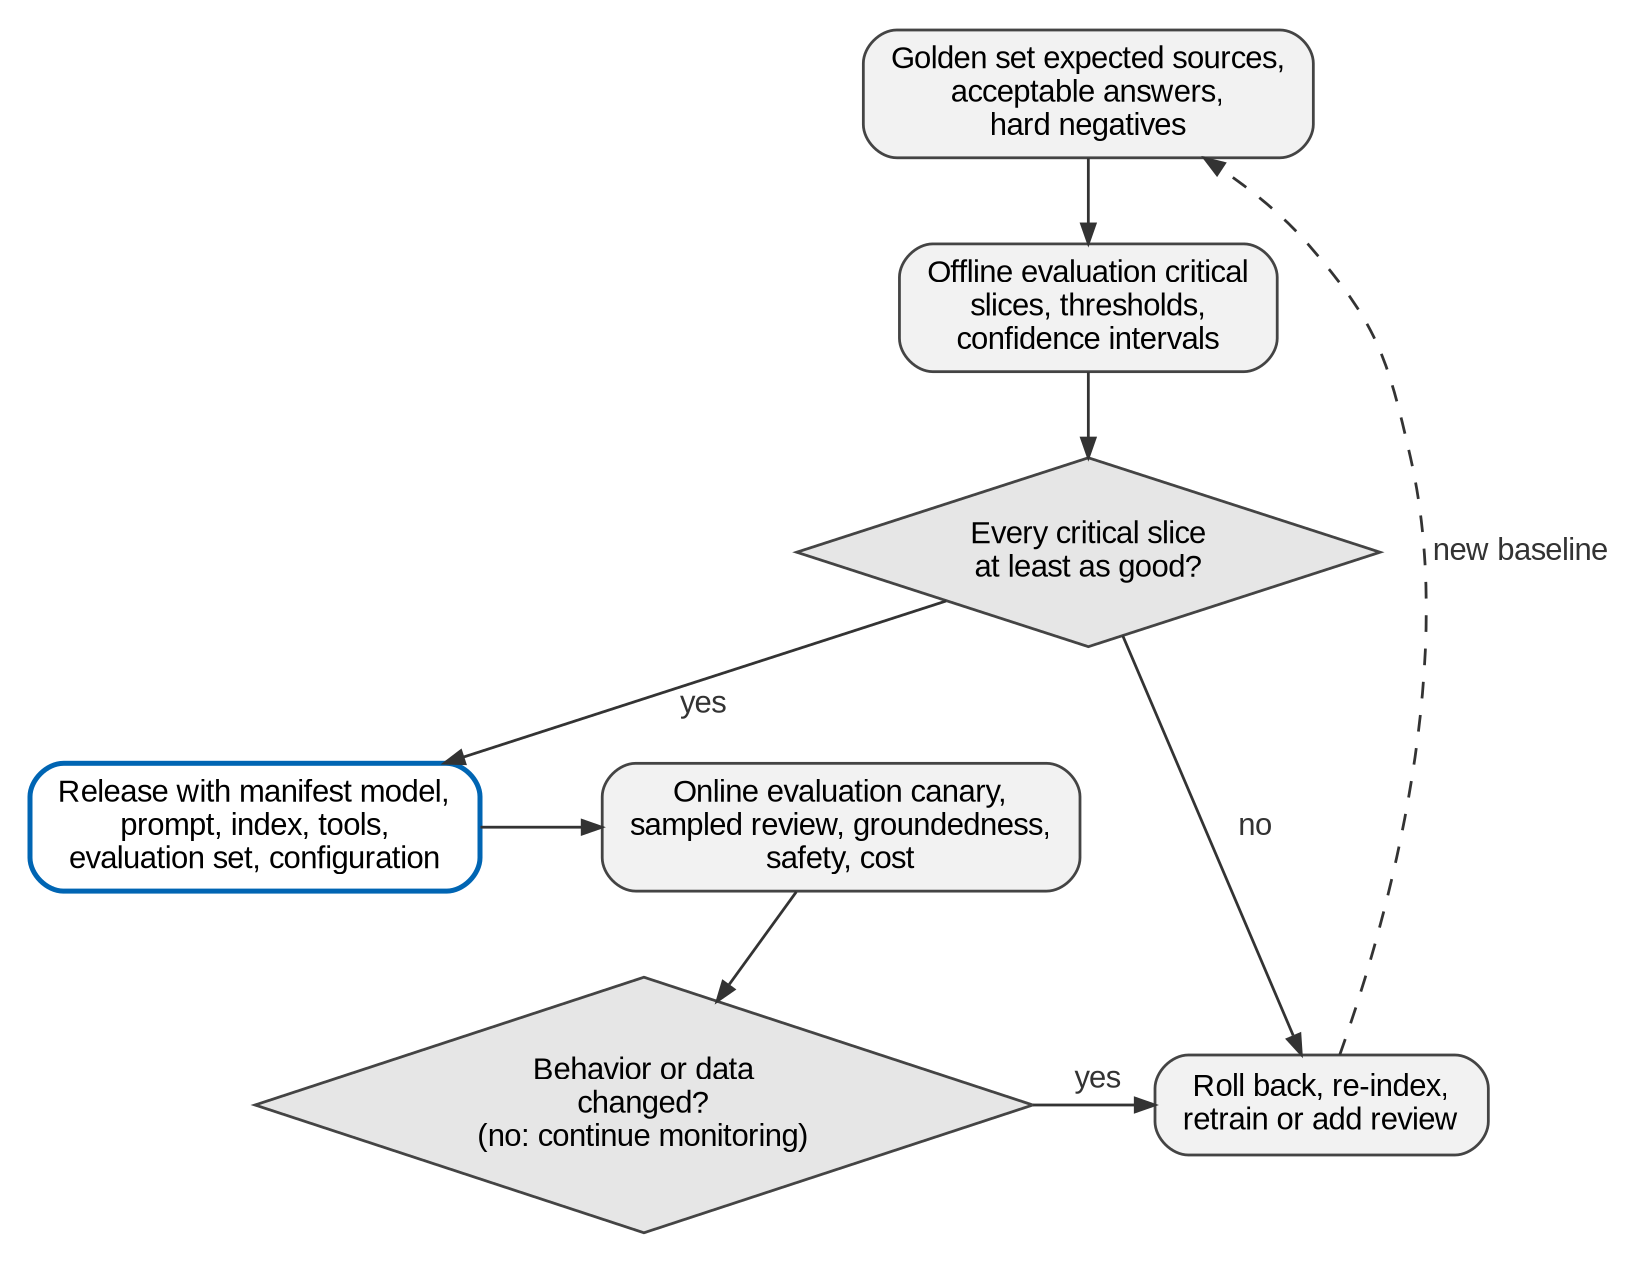 Golden set expected sources,
acceptable answers,
hard negatives
Offline evaluation critical
slices, thresholds,
confidence intervals
Every critical slice
at least as good?
new baseline
yes
no
Release with manifest model,
prompt, index, tools,
evaluation set, configuration
Online evaluation canary,
sampled review, groundedness,
safety, cost
Behavior or data
changed?
(no: continue monitoring)
yes
Roll back, re-index,
retrain or add review